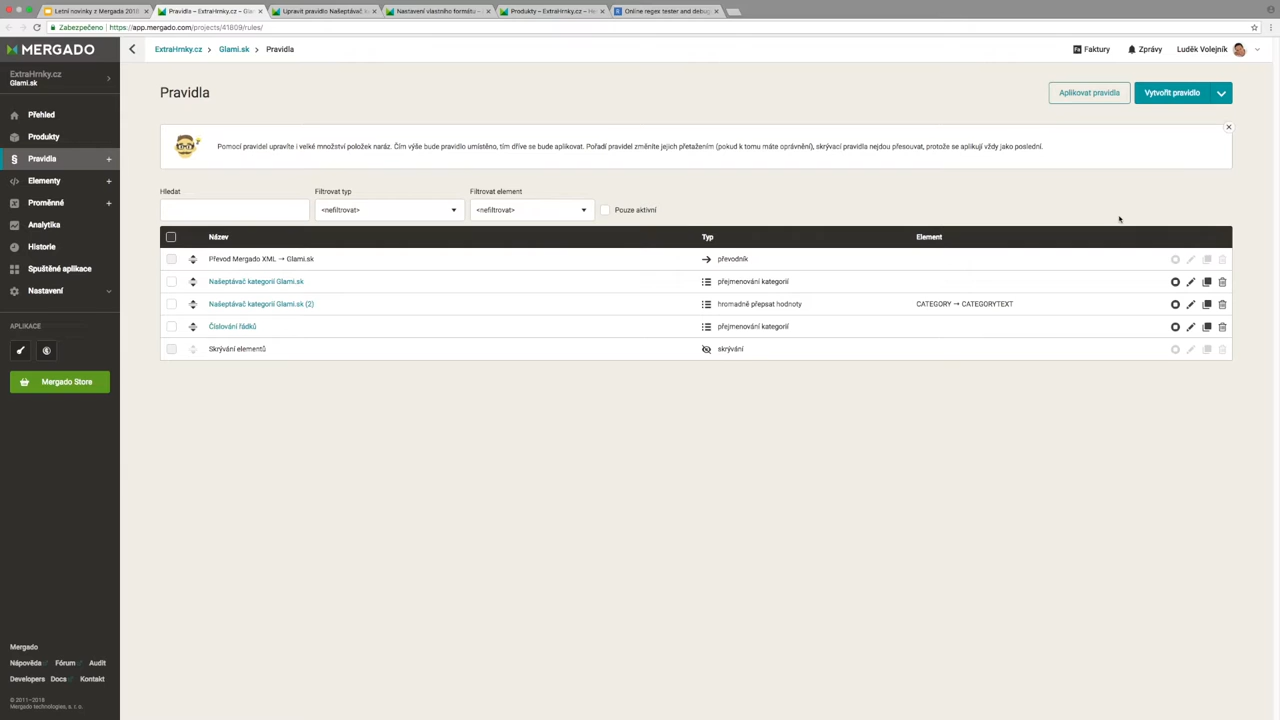 Letní novinky z Mergada 2018
Pravidla – ExtraHrnky.cz – Gla
Upravit pravidlo Našeptávač k
Nastavení vlastního formátu –
Produkty – ExtraHrnky.cz – He
Online regex tester and debug
Zabezpečeno | https://app.mergado.com/projects/41809/rules/
MERGADO
ExtraHrnky.cz > Glami.sk > Pravidla
Faktury
Zprávy
Luděk Volejník
ExtraHrnky.cz
Glami.sk
Přehled
Produkty
Pravidla +
Elementy +
Proměnné +
Analytika
Historie
Spuštěné aplikace
Nastavení
APLIKACE
Mergado Store
Pravidla
Aplikovat pravidla
Vytvořit pravidlo
Pomocí pravidel upravíte i velké množství položek naráz. Čím výše bude pravidlo umístěno, tím dříve se bude aplikovat. Pořadí pravidel změníte jejich přetažením (pokud k tomu máte oprávnění), skrývací pravidla nejdou přesouvat, protože se aplikují vždy jako poslední.
Hledat
Filtrovat typ
Filtrovat element
<nefiltrovat>
<nefiltrovat>
Pouze aktivní
Název Typ Element
Převod Mergado XML → Glami.sk převodník
Našeptávač kategorií Glami.sk přejmenování kategorií
Našeptávač kategorií Glami.sk (2) hromadně přepsat hodnoty CATEGORY → CATEGORYTEXT
Číslování řádků přejmenování kategorií
Skrývání elementů skrývání
Mergado
Nápověda Fórum Audit
Developers Docs Kontakt
© 2011–2018
Mergado technologies, s. r. o.